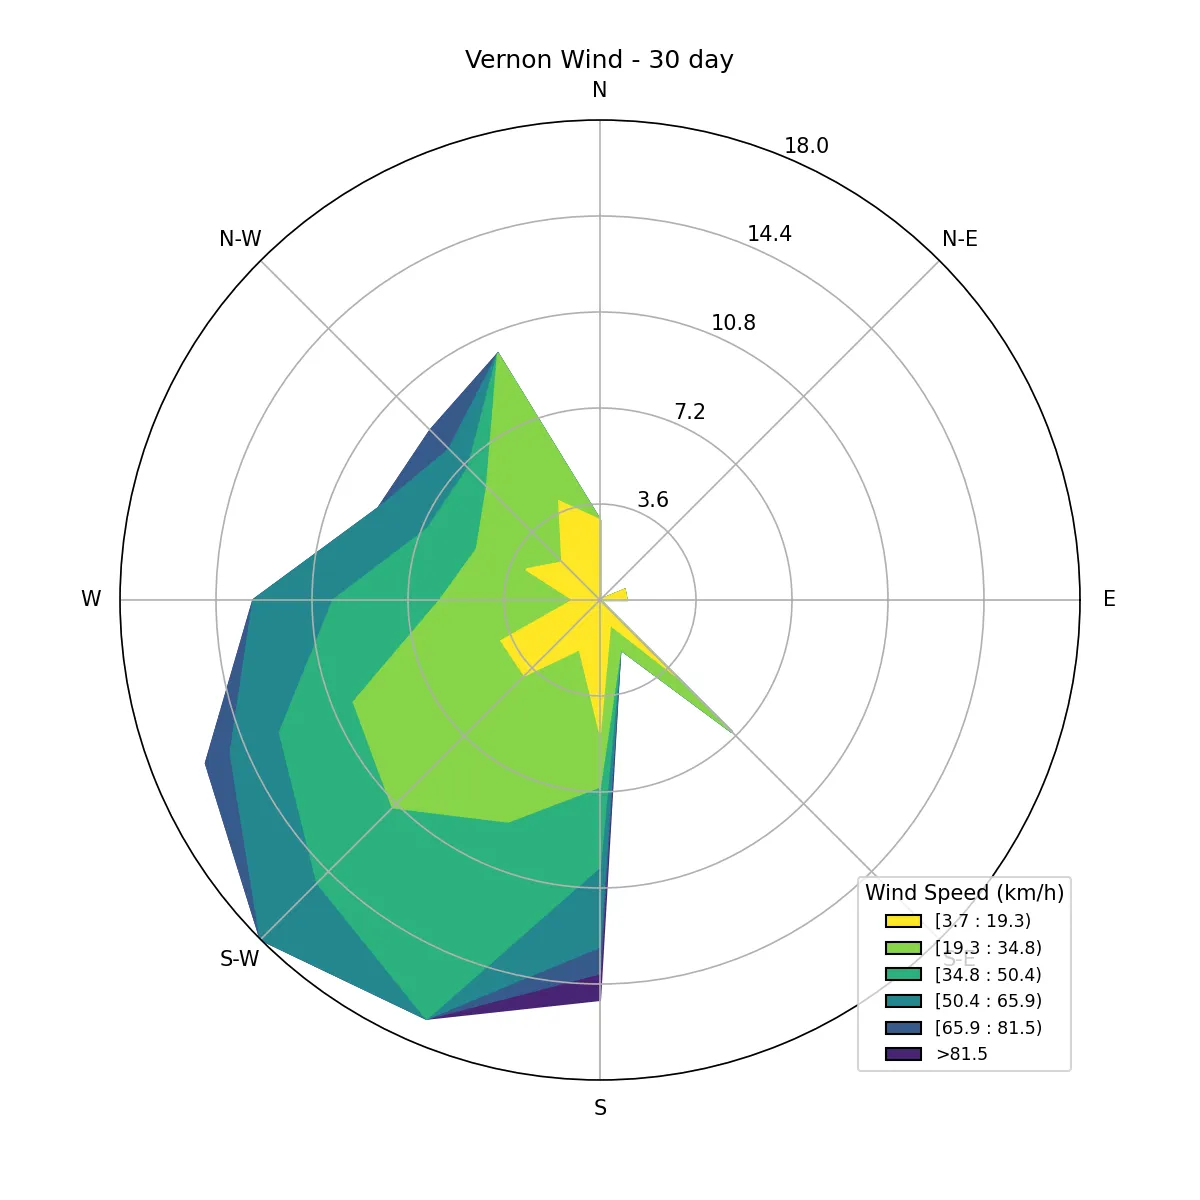 Vernon Wind - 30 day
N
18.0
14.4
N-W
N-E
10.8
7.2
3.6
W
E
Wind Speed (km/h)
[3.7 : 19.3)
[19.3 : 34.8)
S-W
S-E
[34.8 : 50.4)
[50.4 : 65.9)
[65.9 : 81.5)
>81.5
S